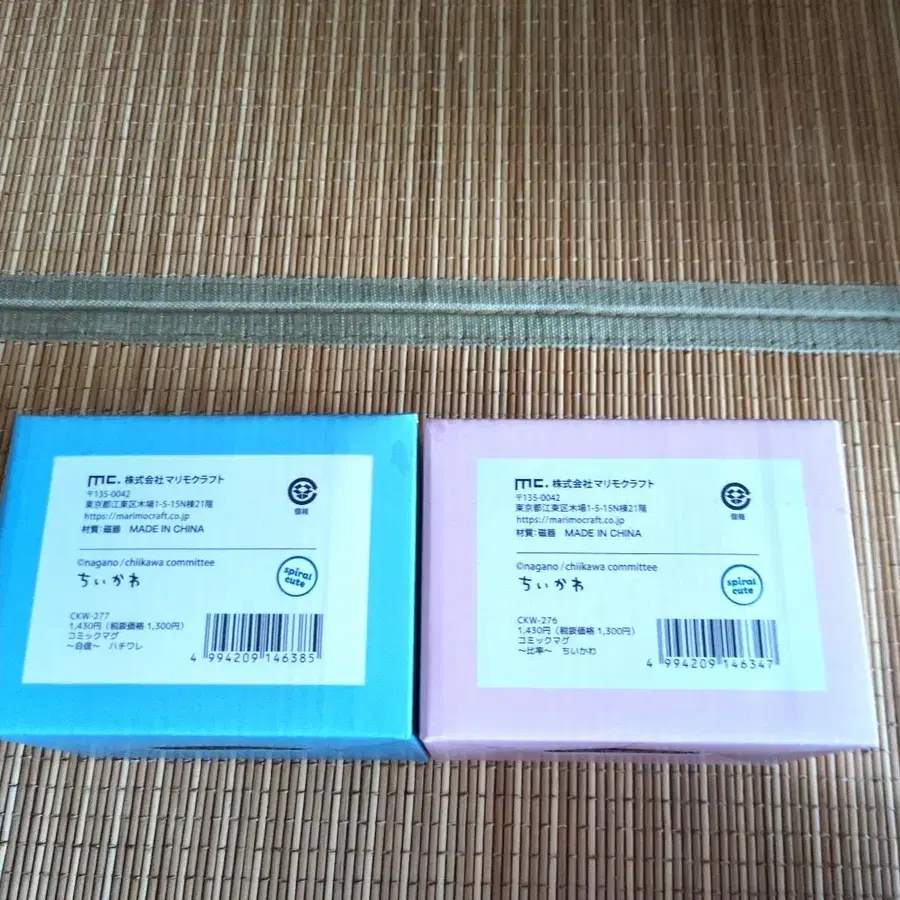 mc. 株式会社マリモクラフト
〒135-0042
東京都江東区木場1-5-15N棟21階
https://marimocraft.co.jp
材質:磁器 MADE IN CHINA
個箱
©nagano/chiikawa committee
ちいかわ
spiral
cute
CKW-277
1,430円(税抜価格 1,300円)
コミックマグ
〜自信〜 ハチワレ
4 994209 146385
mc. 株式会社マリモクラフト
〒135-0042
東京都江東区木場1-5-15N棟21階
https://marimocraft.co.jp
材質:磁器 MADE IN CHINA
個箱
©nagano/chiikawa committee
ちいかわ
spiral
cute
CKW-276
1,430円(税抜価格 1,300円)
コミックマグ
〜比率〜 ちいかわ
4 994209 146347